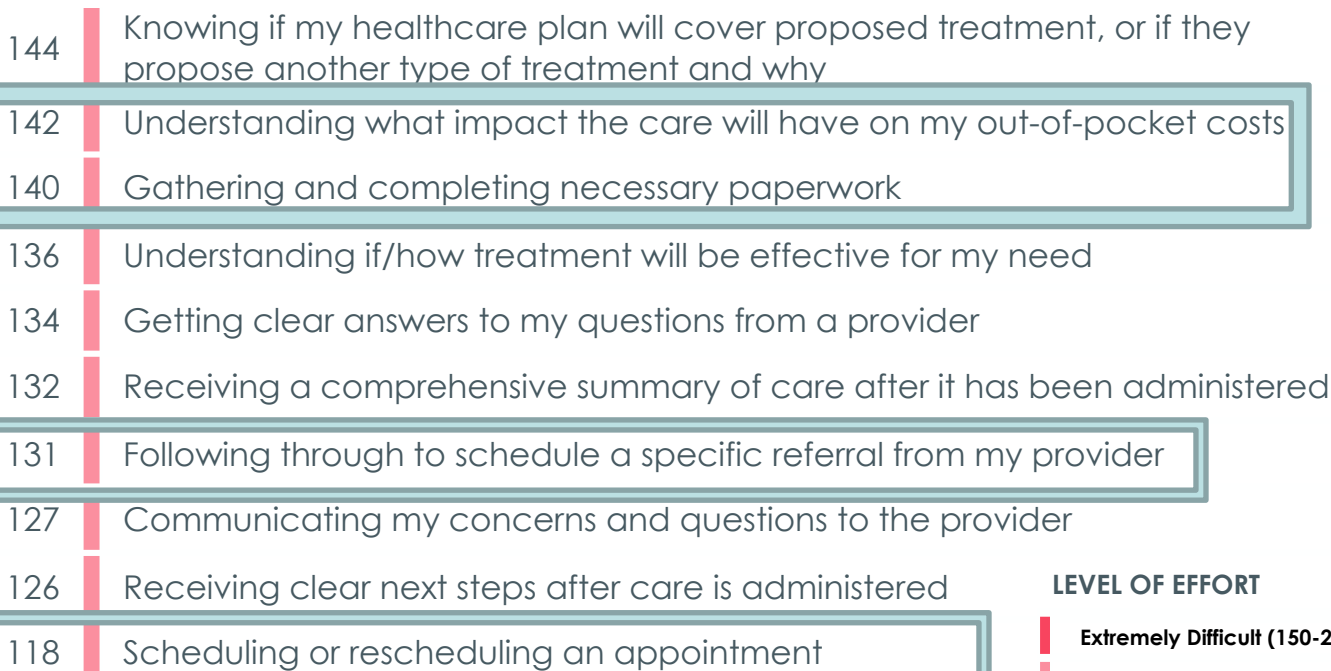 144 Knowing if my healthcare plan will cover proposed treatment, or if they
propose another type of treatment and why
142 Understanding what impact the care will have on my out-of-pocket costs
140 Gathering and completing necessary paperwork
136 Understanding if/how treatment will be effective for my need
134 Getting clear answers to my questions from a provider
132 Receiving a comprehensive summary of care after it has been administered
131 Following through to schedule a specific referral from my provider
127 Communicating my concerns and questions to the provider
126 Receiving clear next steps after care is administered
LEVEL OF EFFORT
118 Scheduling or rescheduling an appointment
Extremely Difficult (150-2